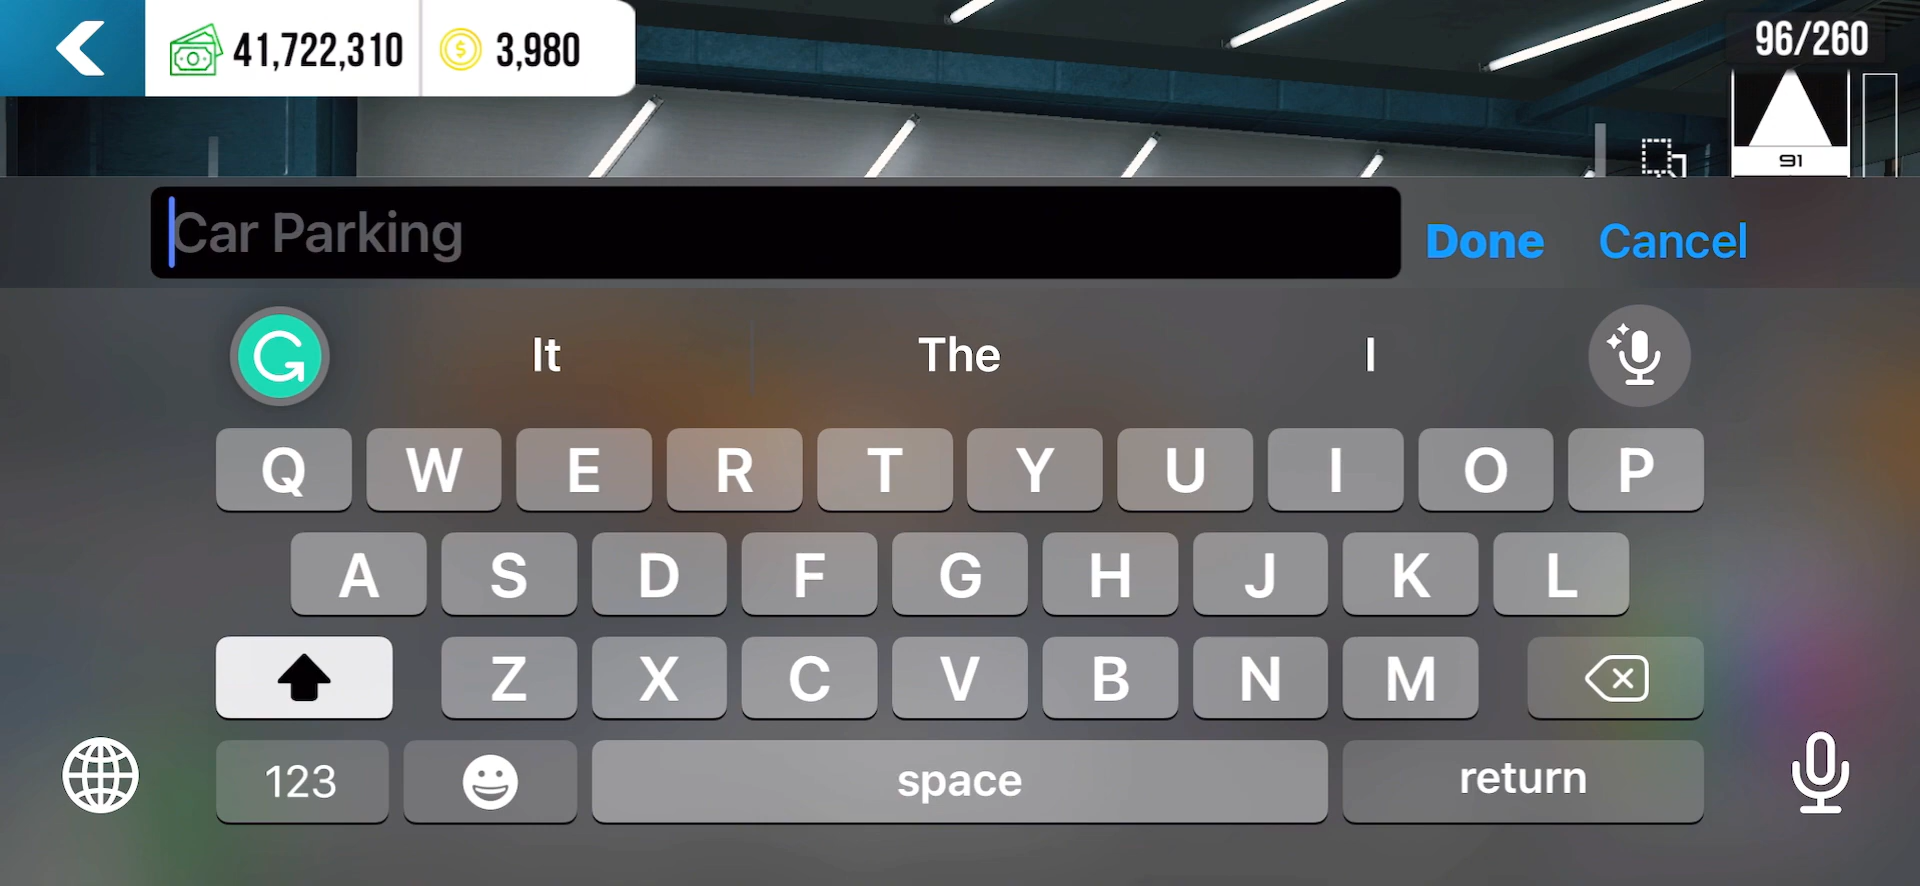 41,722,310
3,980
96/260
91
Car Parking
Done
Cancel
It
The
I
Q W E R T Y U I O P
A S D F G H J K L
Z X C V B N M
123
space
return